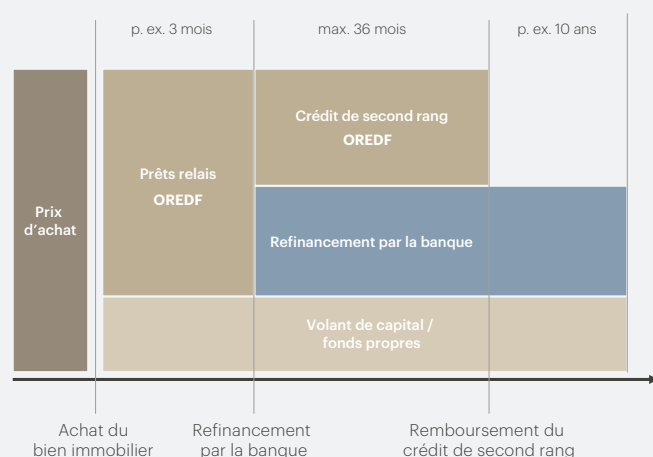 p. ex. 3 mois
max. 36 mois
p. ex. 10 ans
Crédit de second rang
OREDF
Prêts relais
OREDF
Prix
d'achat
Refinancement par la banque
Volant de capital /
fonds propres
Achat du
bien immobilier
Refinancement
par la banque
Remboursement du
crédit de second rang